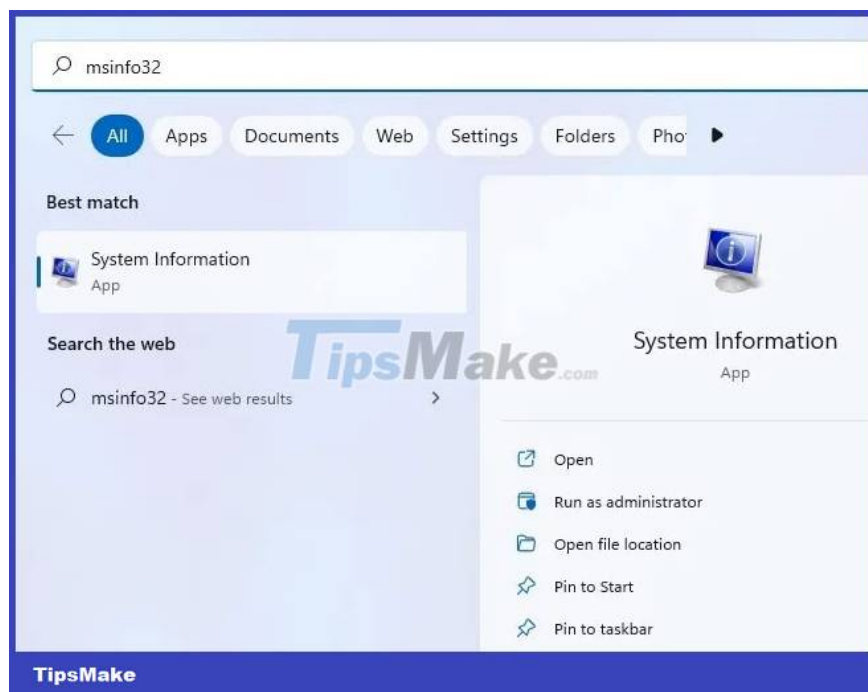 msinfo32
All Apps Documents Web Settings Folders Pho
Best match
System Information
App
Search the web
msinfo32 - See web results
TipsMake.com
System Information
App
Open
Run as administrator
Open file location
Pin to Start
Pin to taskbar
TipsMake